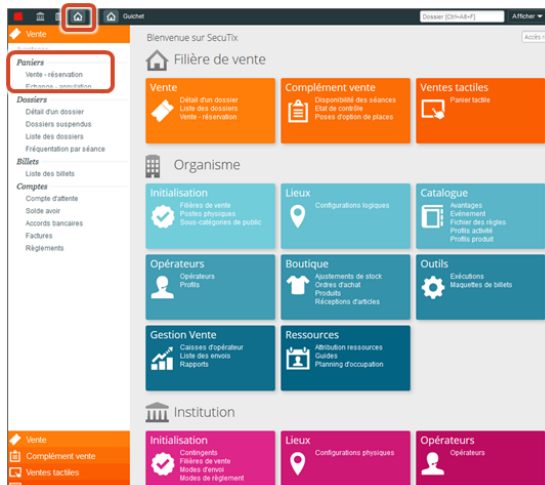 Guichet
Dossier [Ctrl+Alt+F]
Afficher
Vente
Bienvenue sur SecuTix
Accès
Paniers
Vente - réservation
Echange - annulation
Dossiers
Détail d'un dossier
Dossiers suspendus
Liste des dossiers
Fréquentation par séance
Billets
Liste des billets
Comptes
Compte d'attente
Solde avoir
Accords bancaires
Factures
Règlements
Filière de vente
Vente
Détail d'un dossier
Liste des dossiers
Vente - réservation
Complément vente
Disponibilité des séances
Etat de contrôle
Poses d'option de places
Ventes tactiles
Panier tactile
Organisme
Initialisation
Filières de vente
Postes physiques
Sous-catégories de public
Lieux
Configurations logiques
Catalogue
Avantages
Evénement
Fichier des règles
Profils activité
Profils produit
Opérateurs
Opérateurs
Profils
Boutique
Ajustements de stock
Ordres d'achat
Produits
Réceptions d'articles
Outils
Exécutions
Maquettes de billets
Gestion Vente
Caisses d'opérateur
Liste des envois
Rapports
Ressources
Attribution ressources
Guides
Planning d'occupation
Institution
Initialisation
Contingents
Filières de vente
Modes d'envoi
Modes de règlement
Lieux
Configurations physiques
Opérateurs
Opérateurs
Vente
Complément vente
Ventes tactiles